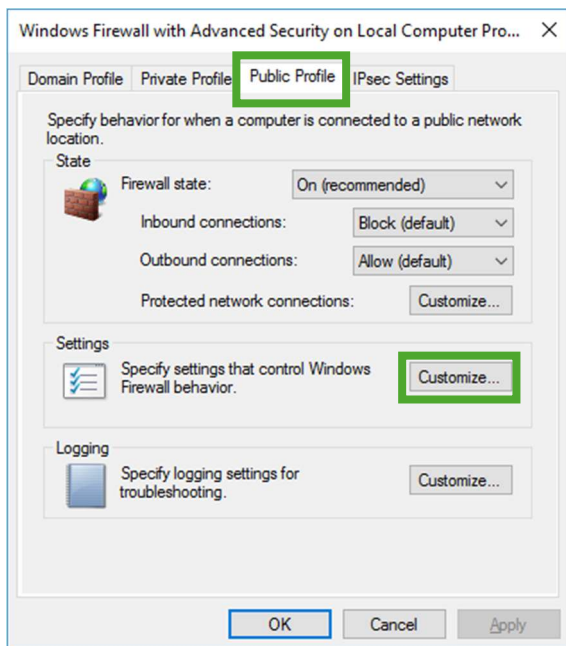 Windows Firewall with Advanced Security on Local Computer Pro...
Domain Profile Private Profile Public Profile IPsec Settings
Specify behavior for when a computer is connected to a public network
location.
State
Firewall state: On (recommended)
Inbound connections: Block (default)
Outbound connections: Allow (default)
Protected network connections: Customize...
Settings
Specify settings that control Windows
Firewall behavior.
Customize...
Logging
Specify logging settings for
troubleshooting.
Customize...
OK Cancel Apply